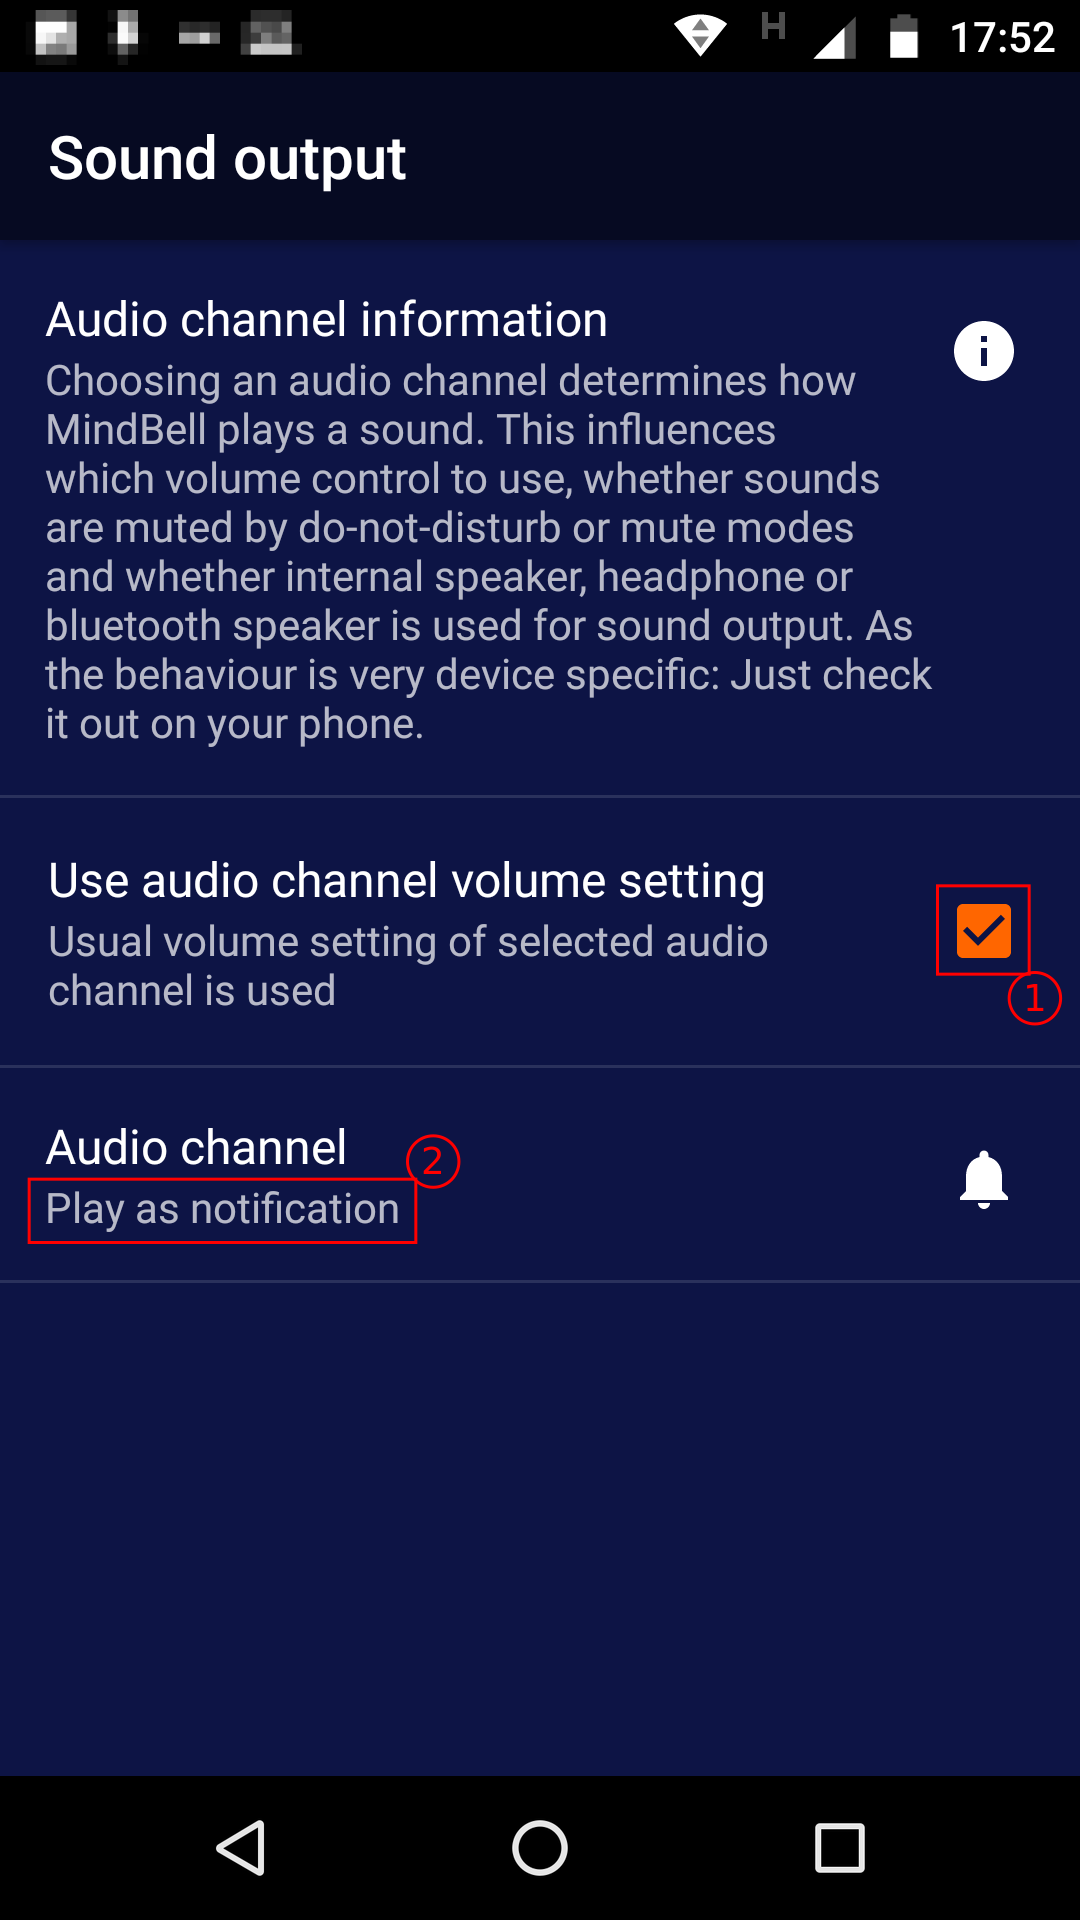 H 17:52
Sound output
Audio channel information
Choosing an audio channel determines how
MindBell plays a sound. This influences
which volume control to use, whether sounds
are muted by do-not-disturb or mute modes
and whether internal speaker, headphone or
bluetooth speaker is used for sound output. As
the behaviour is very device specific: Just check
it out on your phone.
Use audio channel volume setting
Usual volume setting of selected audio
channel is used
1
Audio channel
2
Play as notification